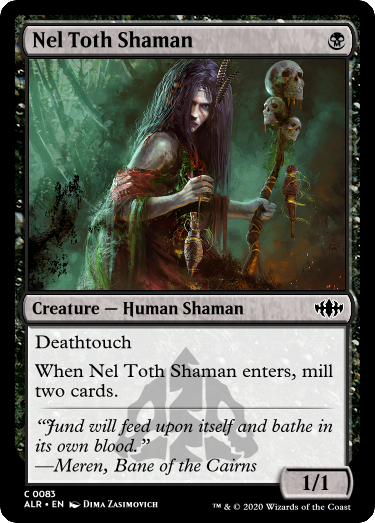 Nel Toth Shaman
Creature — Human Shaman
Deathtouch
When Nel Toth Shaman enters, mill
two cards.
“Jund will feed upon itself and bathe in
its own blood.”
—Meren, Bane of the Cairns
1/1
C 0083
ALR • EN Dima Zasimovich
™ & © 2020 Wizards of the Coast